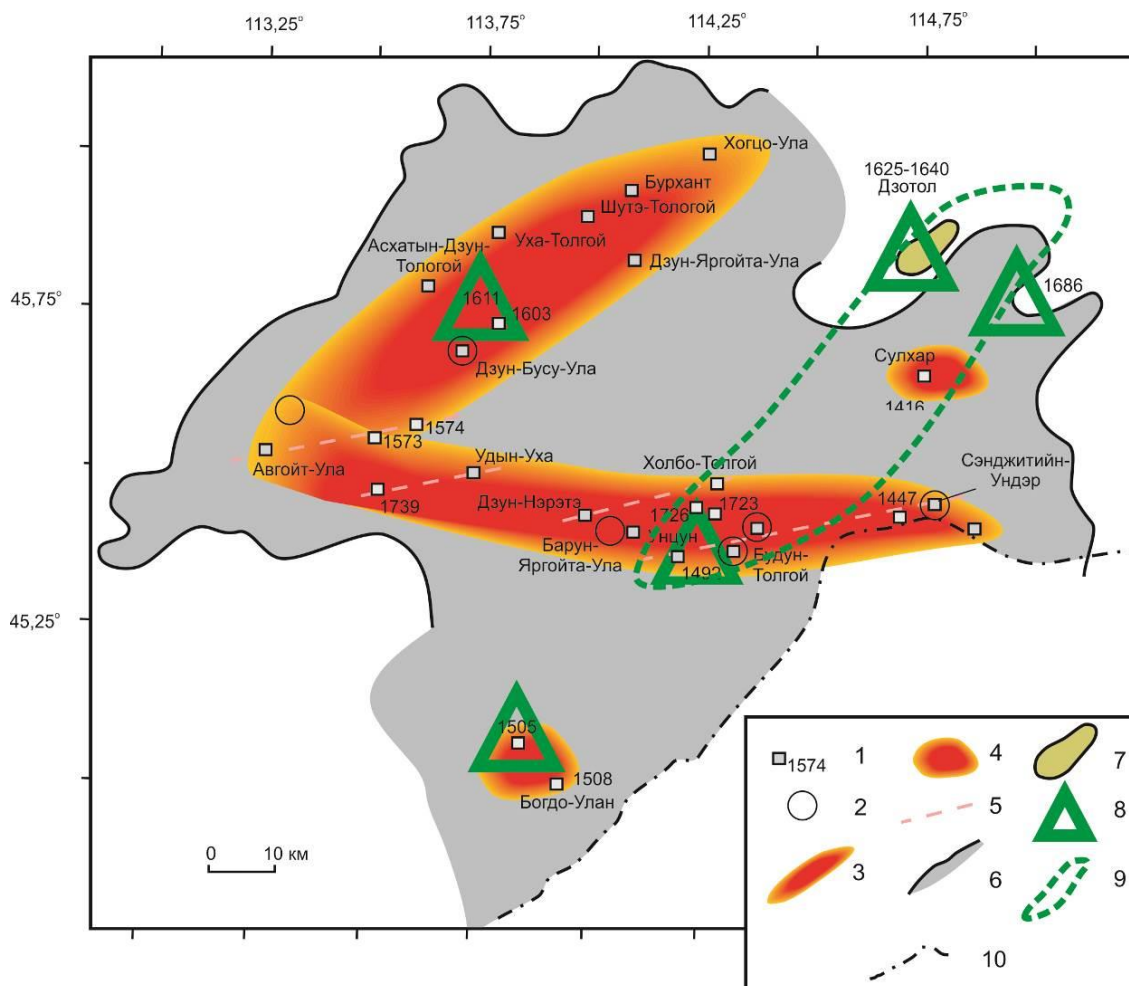 113,25°
113,75°
114,25°
114,75°
Хогцо-Ула
1625-1640
Дзотол
Бурхант
Шутэ-Тологой
Уха-Толгой
Асхатын-Дзун-
Тологой
Дзун-Яргойта-Ула
1611
1686
45,75°
1603
Дзун-Бусу-Ула
Сулхар
1416
1574
1573
Авгойт-Ула
Удын-Уха
Холбо-Толгой
Сэнджитийн-
Ундэр
1739
Дзун-Нэрэтэ
1726
1723
1447
Барун-
Яргойта-Ула
Унцун
1492
Будун-
Толгой
45,25°
1505
1508
Богдо-Улан
0 10 км
1574 1
4
7
2
5
8
3
6
9
10